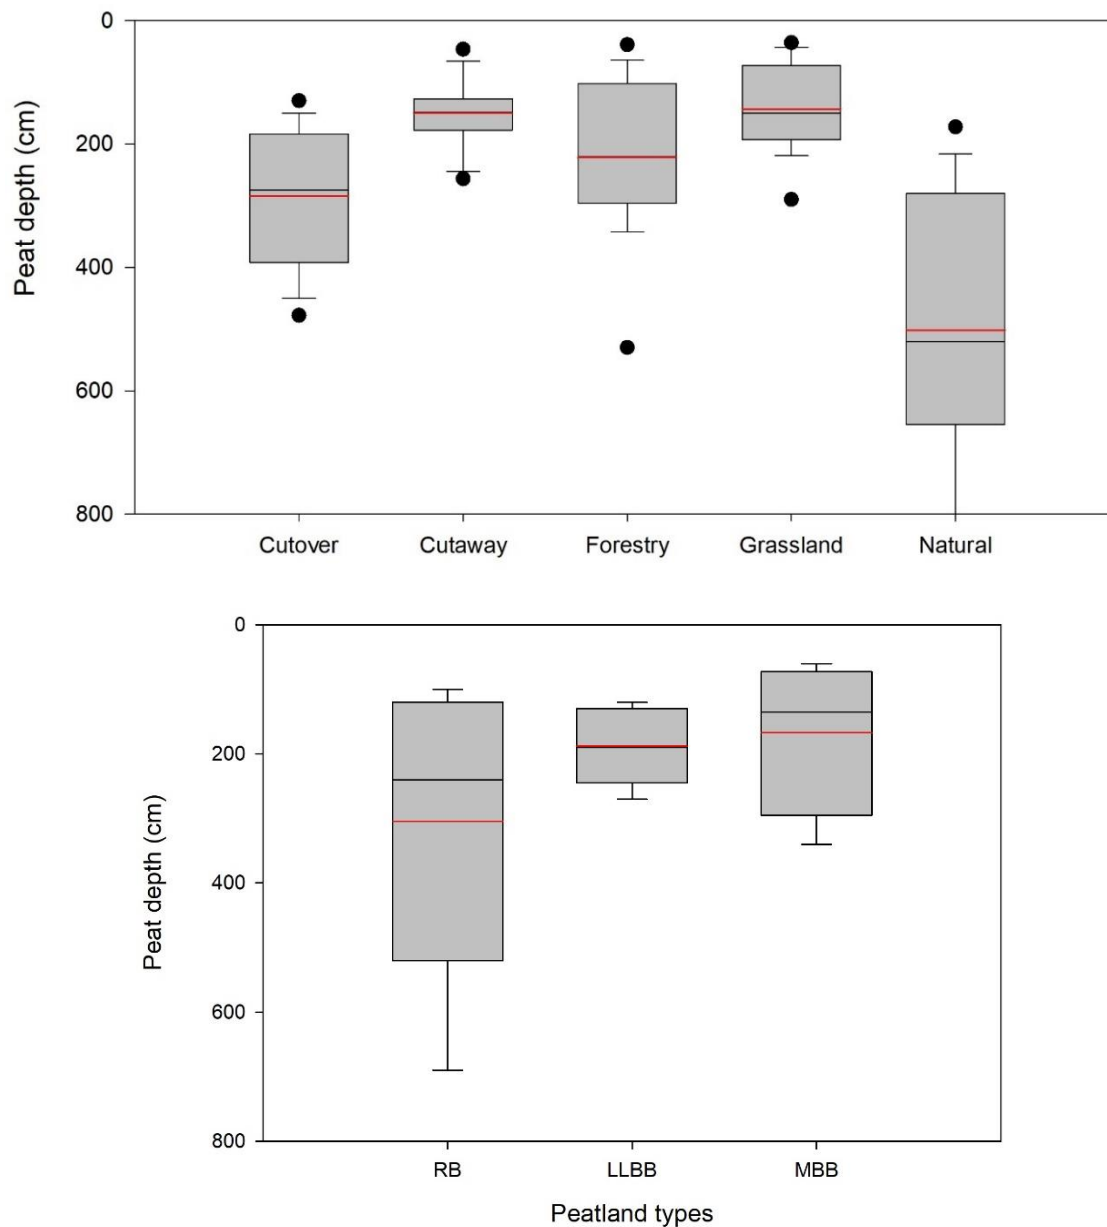 0
200
400
600
800
Peat depth (cm)
Cutover Cutaway Forestry Grassland Natural
0
200
400
600
800
Peat depth (cm)
RB LLBB MBB
Peatland types